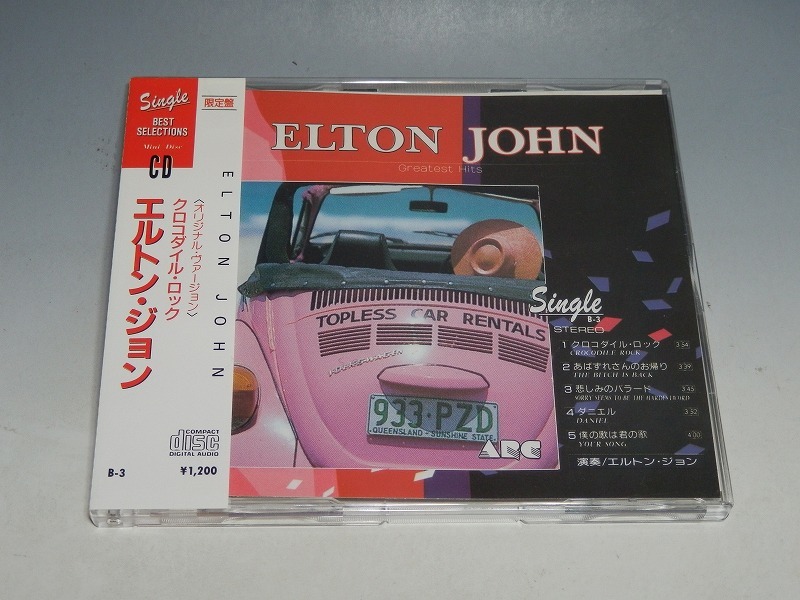 Single
BEST
SELECTIONS
Mini Disc
CD
限定盤
ELTON JOHN
〈オリジナル・ヴァージョン〉
クロコダイル・ロック
エルトン・ジョン
COMPACT
disc
DIGITAL AUDIO
B-3
¥1,200
ELTON JOHN
Greatest Hits
TOPLESS CAR RENTALS
VOLKSWAGEN
933·PZD
QUEENSLAND - SUNSHINE STATE
ARC
Single
B-3
STEREO
1 クロコダイル・ロック 3:54
CROCODILE ROCK
2 あばずれさんのお帰り 3:39
THE BITCH IS BACK
3 悲しみのバラード 3:45
SORRY SEEMS TO BE THE HARDEST WORD
4 ダニエル 3:52
DANIEL
5 僕の歌は君の歌 4:00
YOUR SONG
演奏/エルトン・ジョン